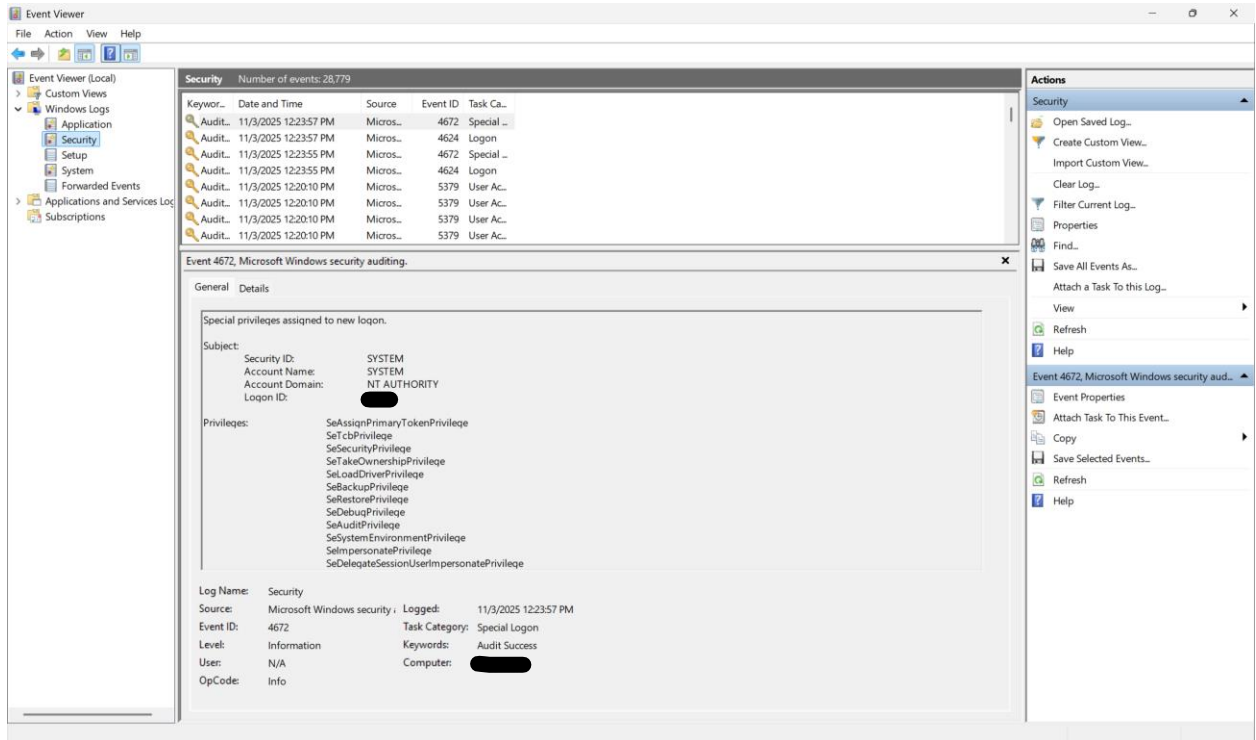 Event Viewer
File Action View Help
Event Viewer (Local)
Custom Views
Windows Logs
Application
Security
Setup
System
Forwarded Events
Applications and Services Log
Subscriptions
Security Number of events: 28,779
Keywor... Date and Time Source Event ID Task Ca...
Audit... 11/3/2025 12:23:57 PM Micros... 4672 Special ...
Audit... 11/3/2025 12:23:57 PM Micros... 4624 Logon
Audit... 11/3/2025 12:23:55 PM Micros... 4672 Special ...
Audit... 11/3/2025 12:23:55 PM Micros... 4624 Logon
Audit... 11/3/2025 12:20:10 PM Micros... 5379 User Ac...
Audit... 11/3/2025 12:20:10 PM Micros... 5379 User Ac...
Audit... 11/3/2025 12:20:10 PM Micros... 5379 User Ac...
Audit... 11/3/2025 12:20:10 PM Micros... 5379 User Ac...
Event 4672, Microsoft Windows security auditing.
General Details
Special privileges assigned to new logon.
Subject:
Security ID: SYSTEM
Account Name: SYSTEM
Account Domain: NT AUTHORITY
Logon ID:
Privileges: SeAssignPrimaryTokenPrivilege
SeTcbPrivilege
SeSecurityPrivilege
SeTakeOwnershipPrivilege
SeLoadDriverPrivilege
SeBackupPrivilege
SeRestorePrivilege
SeDebugPrivilege
SeAuditPrivilege
SeSystemEnvironmentPrivilege
SeImpersonatePrivilege
SeDelegateSessionUserImpersonatePrivilege
Log Name: Security
Source: Microsoft Windows security Logged: 11/3/2025 12:23:57 PM
Event ID: 4672 Task Category: Special Logon
Level: Information Keywords: Audit Success
User: N/A Computer:
OpCode: Info
Actions
Security
Open Saved Log...
Create Custom View...
Import Custom View...
Clear Log...
Filter Current Log...
Properties
Find...
Save All Events As...
Attach a Task To this Log...
View
Refresh
Help
Event 4672, Microsoft Windows security aud...
Event Properties
Attach Task To This Event...
Copy
Save Selected Events...
Refresh
Help